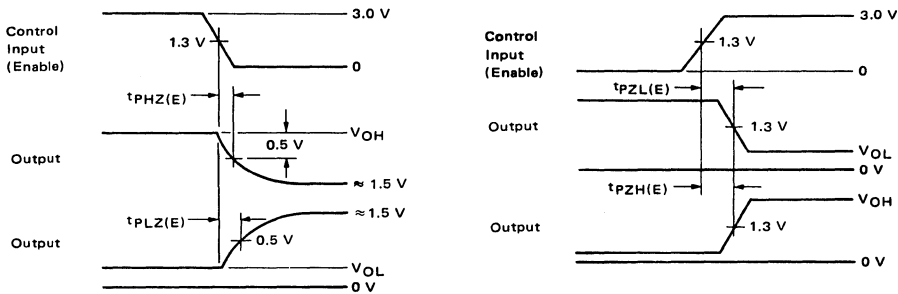 Control
Input
(Enable)
3.0 V
1.3 V
0
tPHZ(E)
VOH
0.5 V
Output
≈ 1.5 V
tPLZ(E)
≈1.5 V
Output
0.5 V
VOL
0 V
Control
Input
(Enable)
3.0 V
1.3 V
0
tPZL(E)
Output
1.3 V
VOL
0 V
tPZH(E)
VOH
Output
1.3 V
0 V